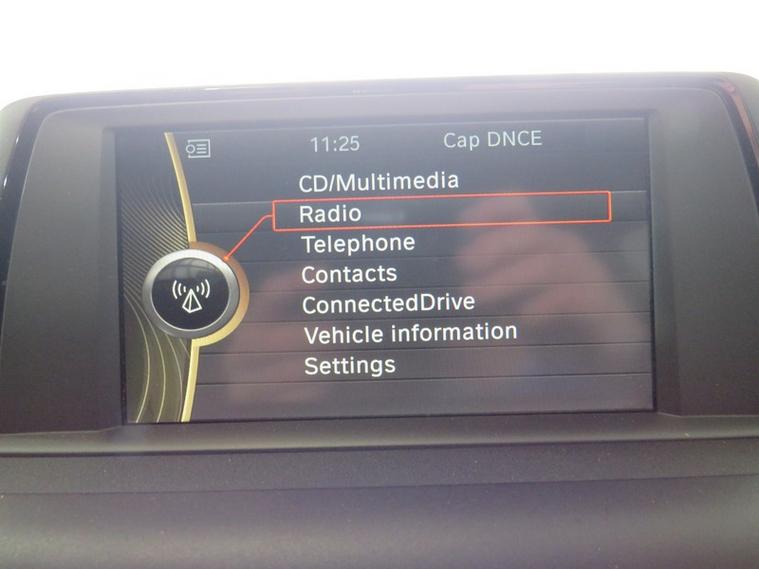 11:25 Cap DNCE
CD/Multimedia
Radio
Telephone
Contacts
ConnectedDrive
Vehicle information
Settings